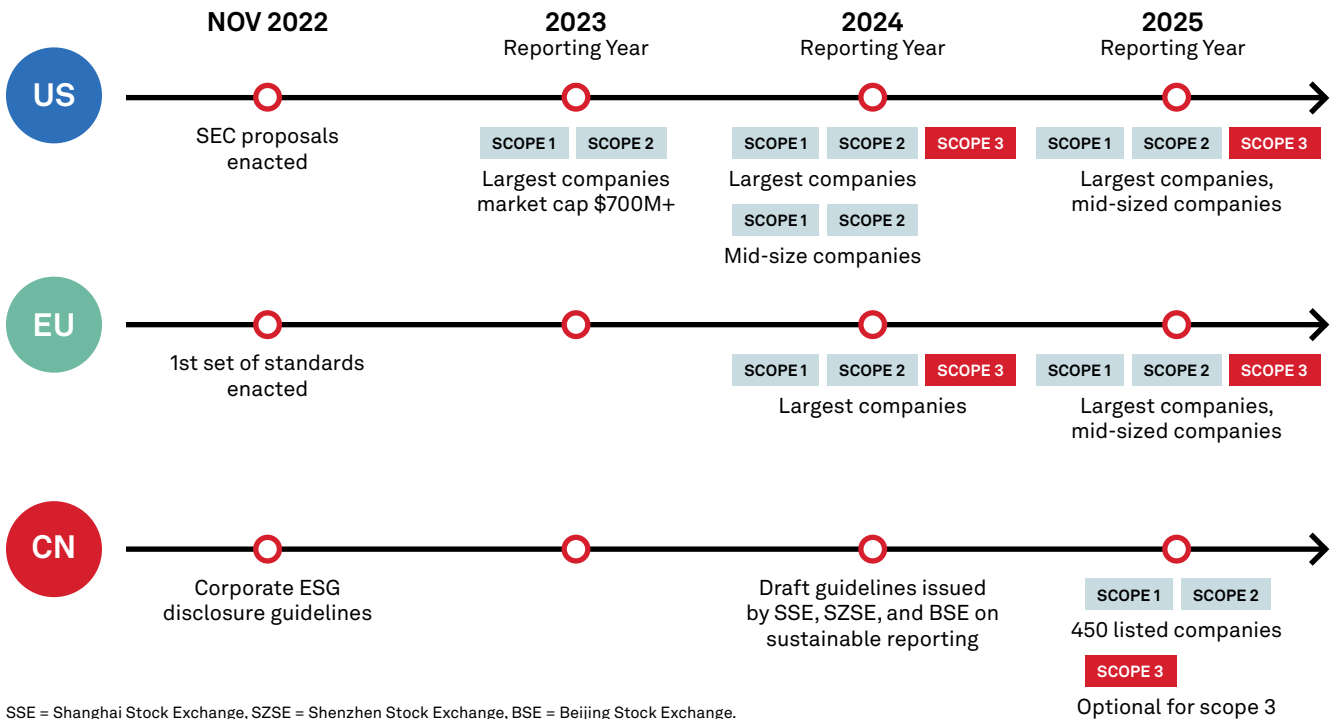 NOV 2022
2023
Reporting Year
2024
Reporting Year
2025
Reporting Year
US
SEC proposals
enacted
SCOPE 1 SCOPE 2
Largest companies
market cap $700M+
SCOPE 1 SCOPE 2 SCOPE 3
Largest companies
SCOPE 1 SCOPE 2
Mid-size companies
SCOPE 1 SCOPE 2 SCOPE 3
Largest companies,
mid-sized companies
EU
1st set of standards
enacted
SCOPE 1 SCOPE 2 SCOPE 3
Largest companies
SCOPE 1 SCOPE 2 SCOPE 3
Largest companies,
mid-sized companies
CN
Corporate ESG
disclosure guidelines
Draft guidelines issued
by SSE, SZSE, and BSE on
sustainable reporting
SCOPE 1 SCOPE 2
450 listed companies
SCOPE 3
Optional for scope 3
SSE = Shanghai Stock Exchange, SZSE = Shenzhen Stock Exchange, BSE = Beijing Stock Exchange.